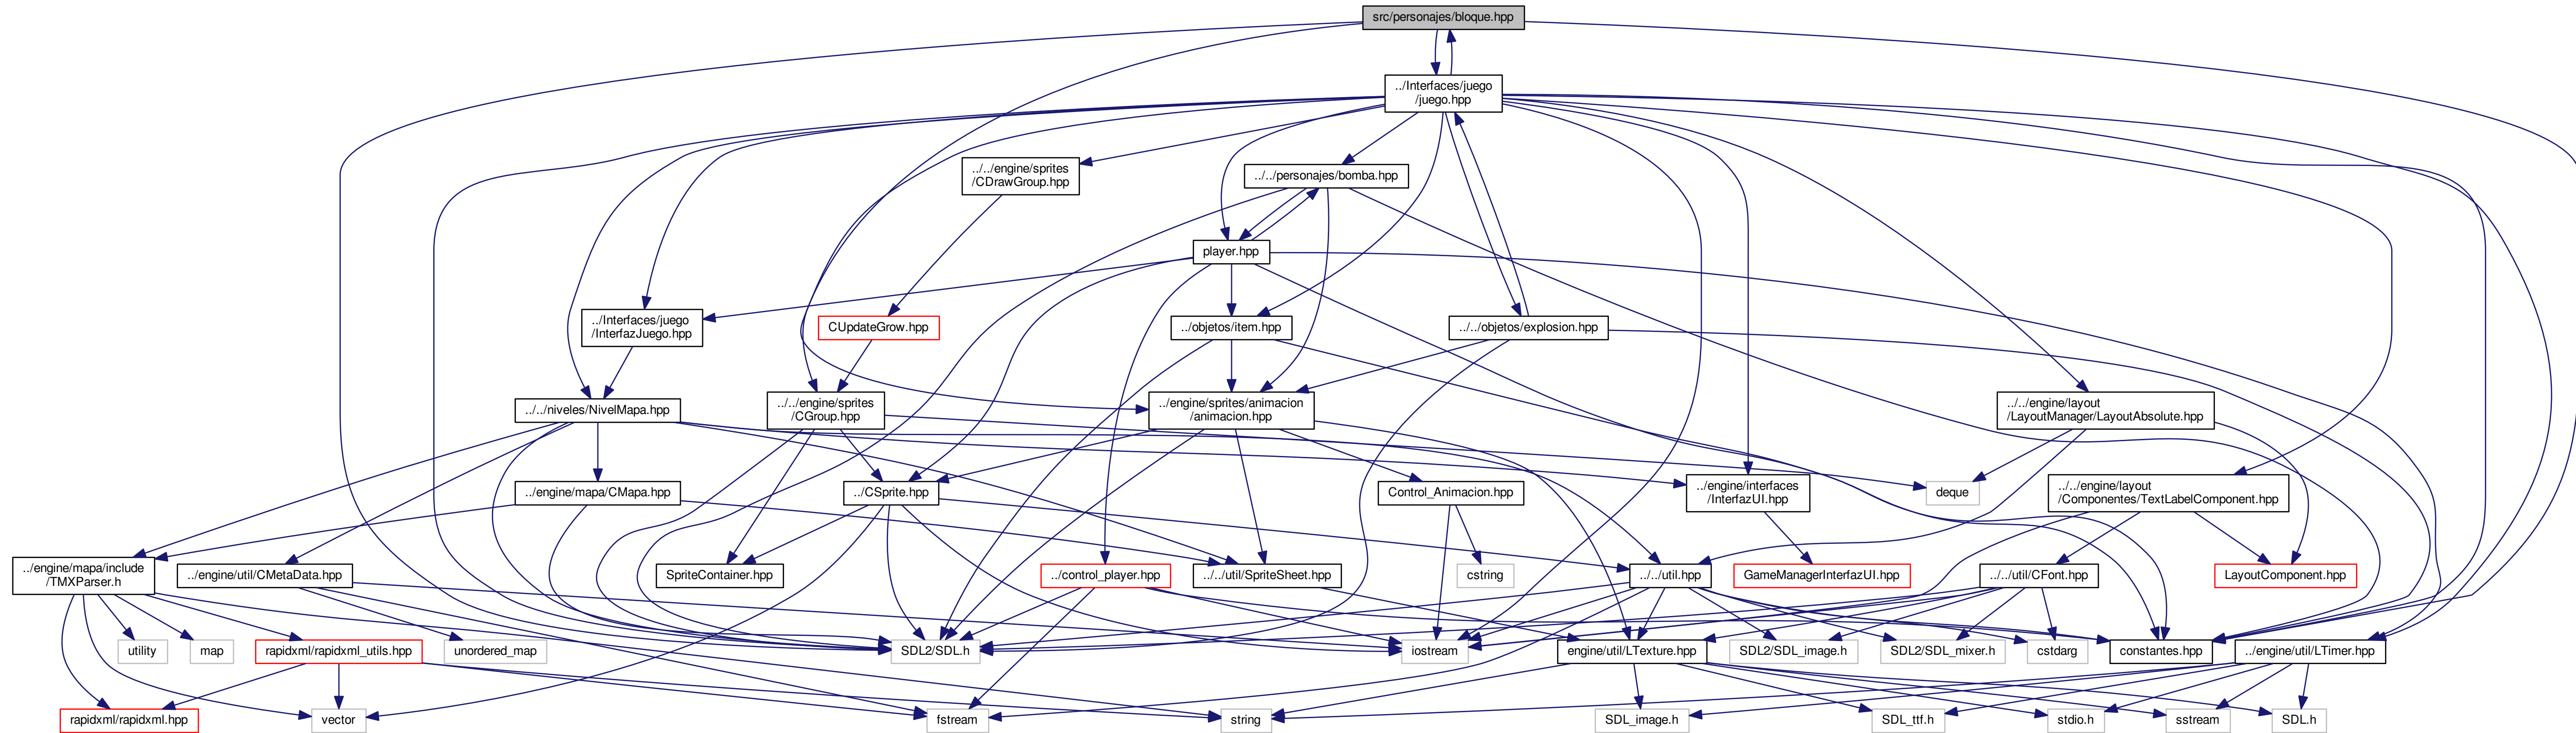 src/personajes/bloque.hpp
../Interfaces/juego
/juego.hpp
../../engine/sprites
/CDrawGroup.hpp
../../personajes/bomba.hpp
player.hpp
../Interfaces/juego
/InterfazJuego.hpp
CUpdateGrow.hpp
../objetos/item.hpp
../../objetos/explosion.hpp
../../niveles/NivelMapa.hpp
../../engine/sprites
/CGroup.hpp
../engine/sprites/animacion
/animacion.hpp
../../engine/layout
/LayoutManager/LayoutAbsolute.hpp
../engine/mapa/CMapa.hpp
../CSprite.hpp
Control_Animacion.hpp
../engine/interfaces
/InterfazUI.hpp
deque
../../engine/layout
/Componentes/TextLabelComponent.hpp
../engine/mapa/include
/TMXParser.h
../engine/util/CMetaData.hpp
SpriteContainer.hpp
../control_player.hpp
../../util/SpriteSheet.hpp
cstring
../../util.hpp
GameManagerInterfazUI.hpp
../../util/CFont.hpp
LayoutComponent.hpp
utility
map
rapidxml/rapidxml_utils.hpp
unordered_map
SDL2/SDL.h
iostream
engine/util/LTexture.hpp
SDL2/SDL_image.h
SDL2/SDL_mixer.h
cstdarg
constantes.hpp
../engine/util/LTimer.hpp
rapidxml/rapidxml.hpp
vector
fstream
string
SDL_image.h
SDL_ttf.h
stdio.h
sstream
SDL.h